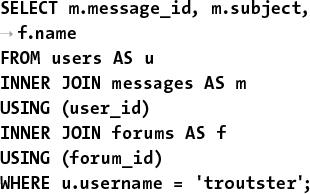 SELECT m.message_id, m.subject,
→ f.name
FROM users AS u
INNER JOIN messages AS m
USING (user_id)
INNER JOIN forums AS f
USING (forum_id)
WHERE u.username = 'troutster';